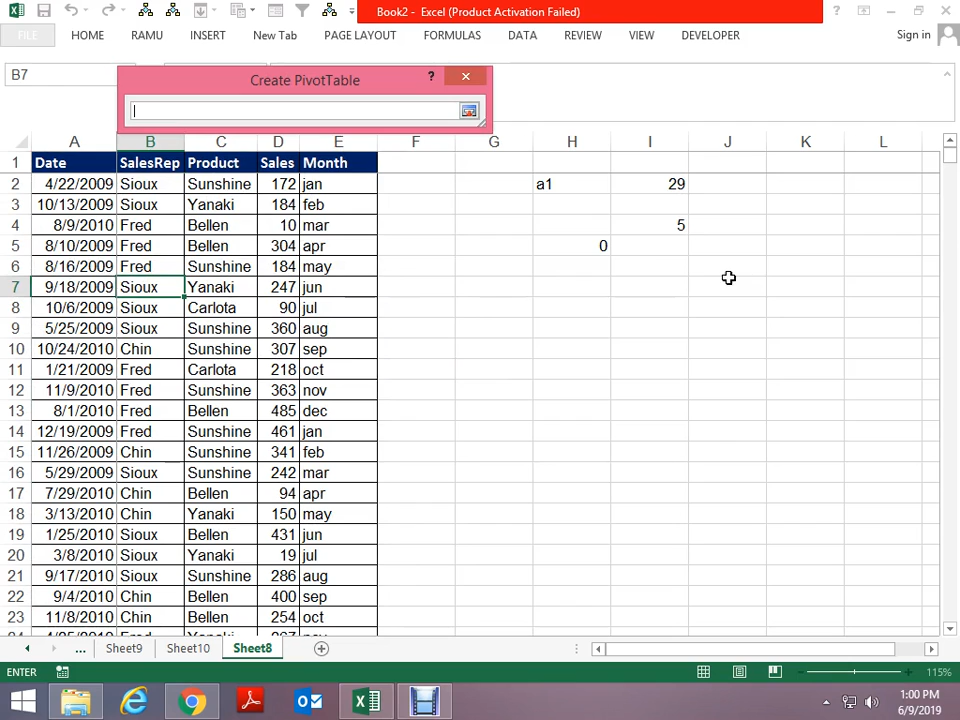 Book2 - Excel (Product Activation Failed)
FILE HOME RAMU INSERT New Tab PAGE LAYOUT FORMULAS DATA REVIEW VIEW DEVELOPER Sign in
B7
Create PivotTable ?
A B C D E F G H I J K L
1 Date SalesRep Product Sales Month
2 4/22/2009 Sioux Sunshine 172 jan a1 29
3 10/13/2009 Sioux Yanaki 184 feb
4 8/9/2010 Fred Bellen 10 mar 5
5 8/10/2009 Fred Bellen 304 apr 0
6 8/16/2009 Fred Sunshine 184 may
7 9/18/2009 Sioux Yanaki 247 jun
8 10/6/2009 Sioux Carlota 90 jul
9 5/25/2009 Sioux Sunshine 360 aug
10 10/24/2010 Chin Sunshine 307 sep
11 1/21/2009 Fred Carlota 218 oct
12 11/9/2010 Fred Sunshine 363 nov
13 8/1/2010 Fred Bellen 485 dec
14 12/19/2009 Fred Sunshine 461 jan
15 11/26/2009 Chin Sunshine 341 feb
16 5/29/2009 Sioux Sunshine 242 mar
17 7/29/2010 Chin Bellen 94 apr
18 3/13/2010 Chin Yanaki 150 may
19 1/25/2010 Sioux Bellen 431 jun
20 3/8/2010 Sioux Yanaki 19 jul
21 9/17/2010 Sioux Sunshine 286 aug
22 9/4/2010 Chin Bellen 400 sep
23 11/8/2010 Chin Bellen 254 oct
... Sheet9 Sheet10 Sheet8
ENTER 115%
1:00 PM
6/9/2019